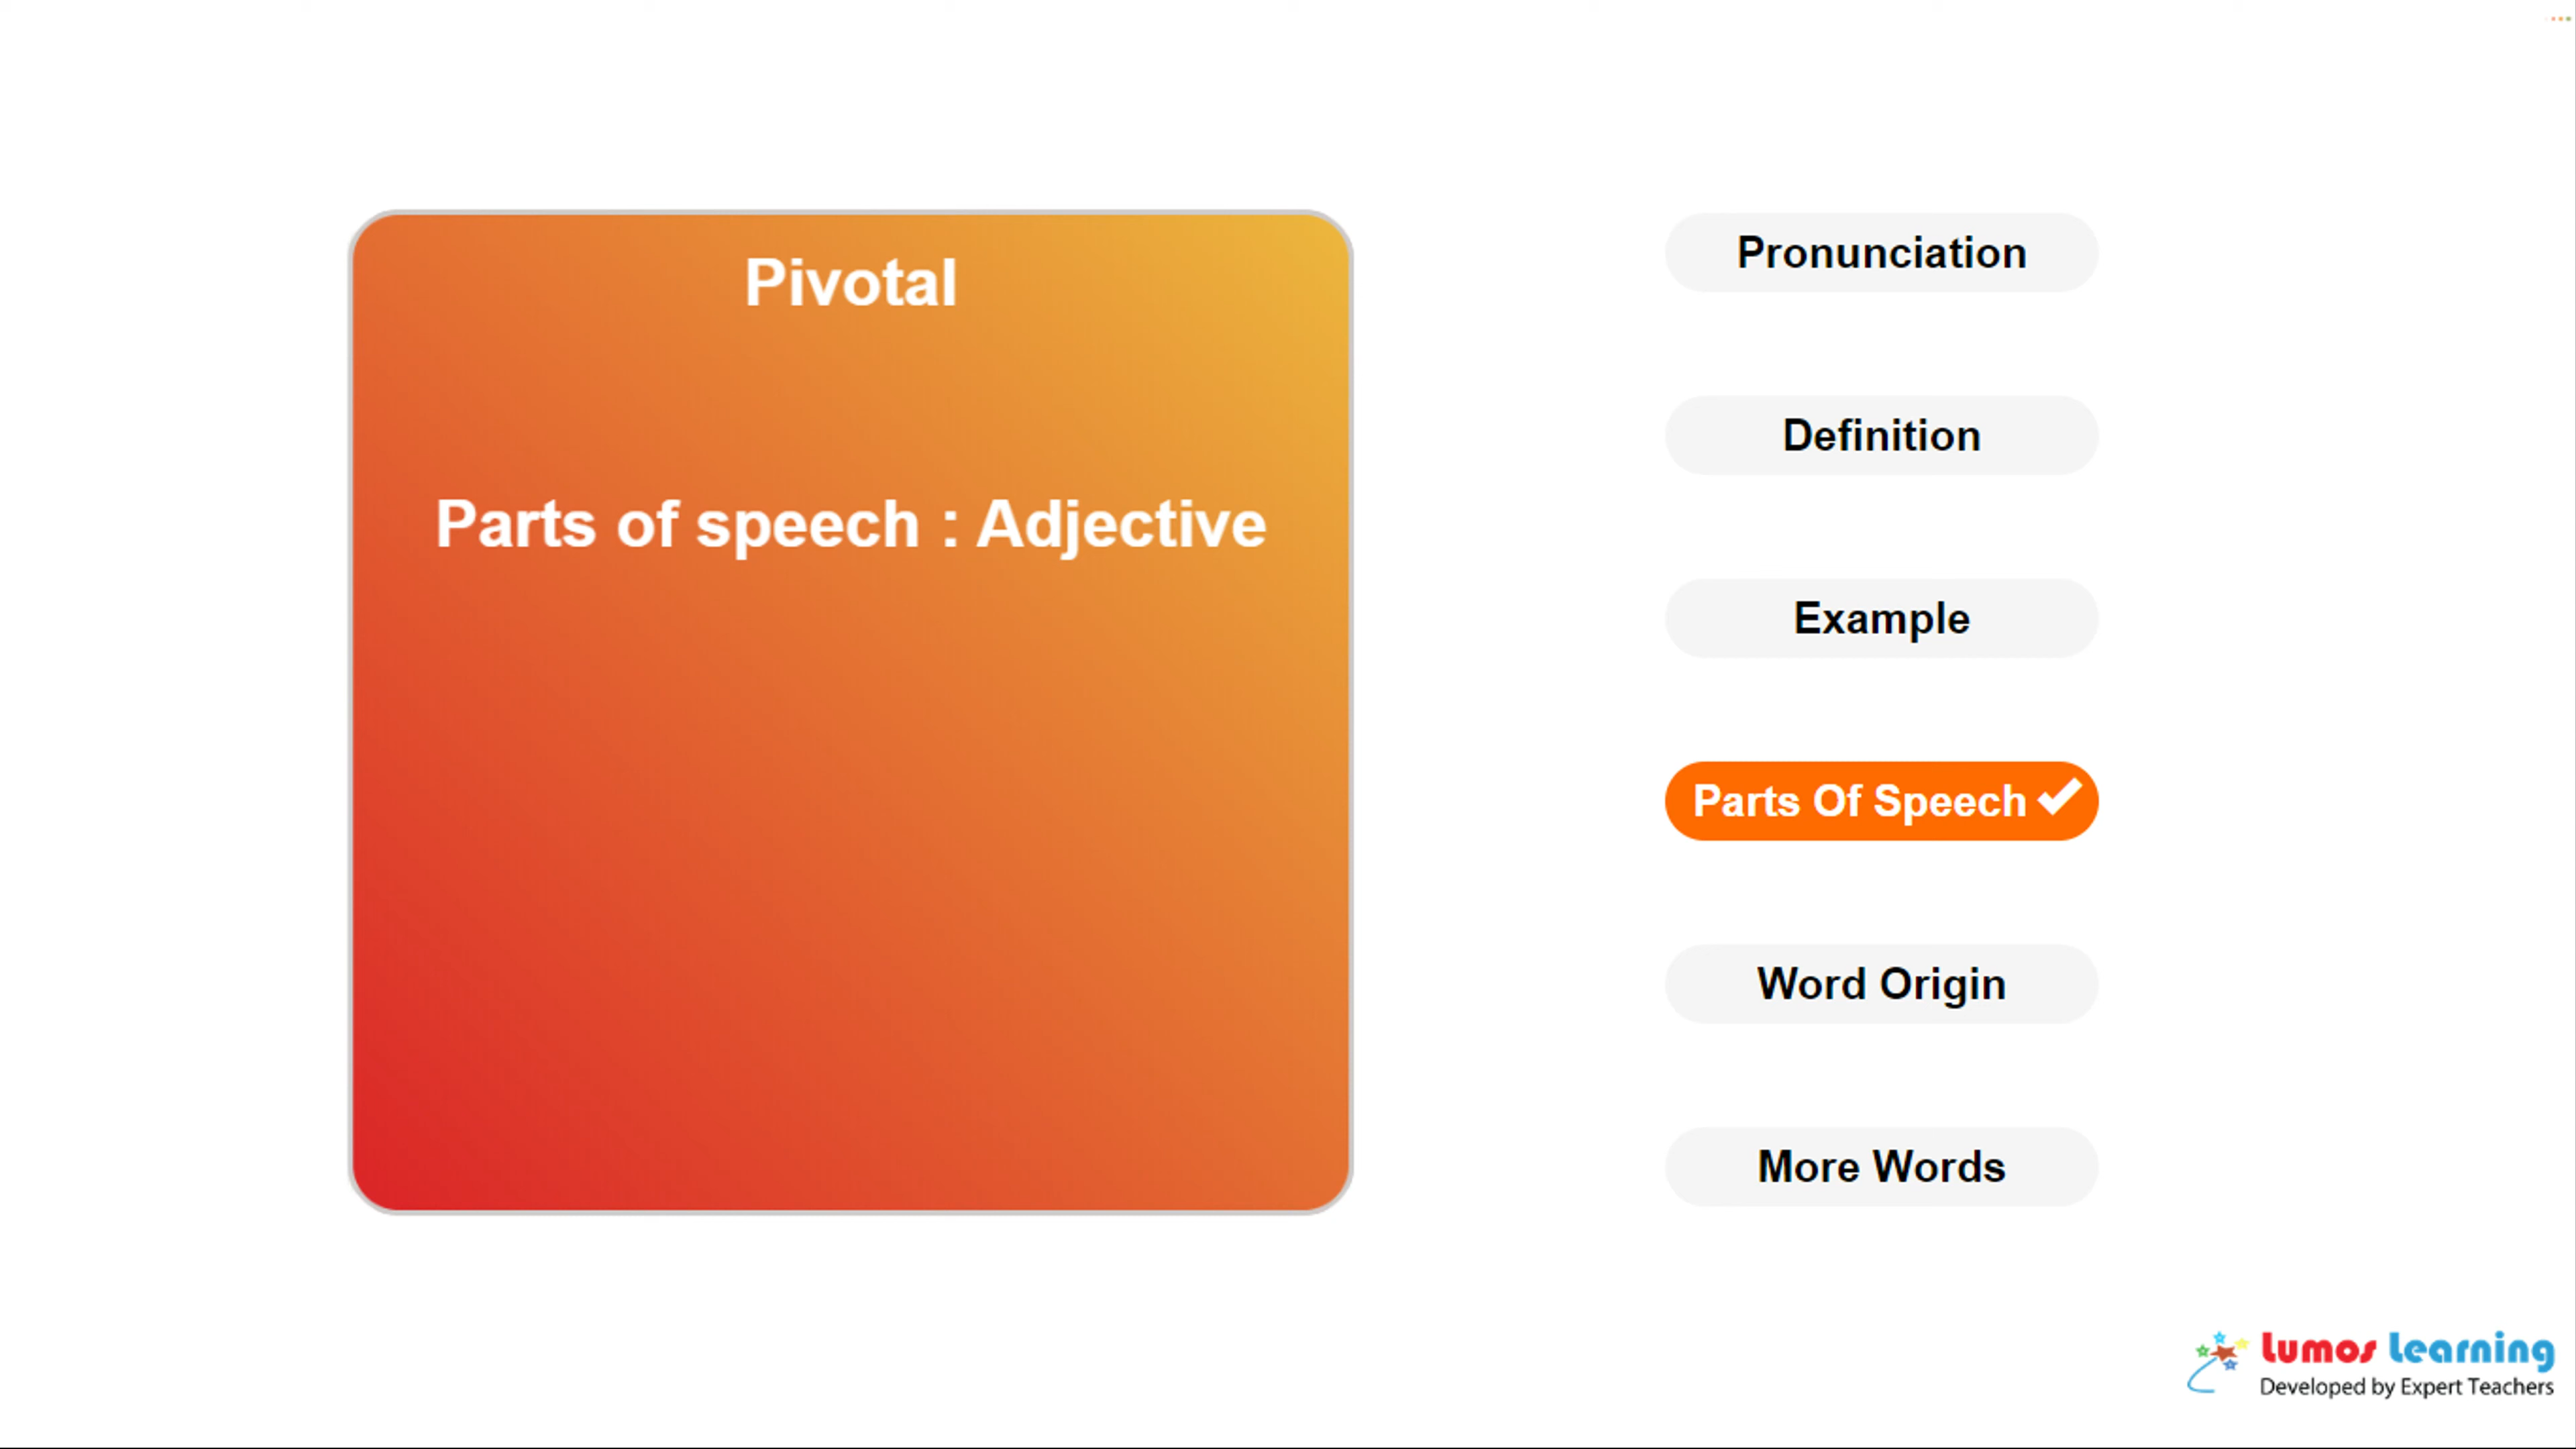 Pivotal
Parts of speech : Adjective
Pronunciation
Definition
Example
Parts Of Speech
Word Origin
More Words
Lumos Learning
Developed by Expert Teachers